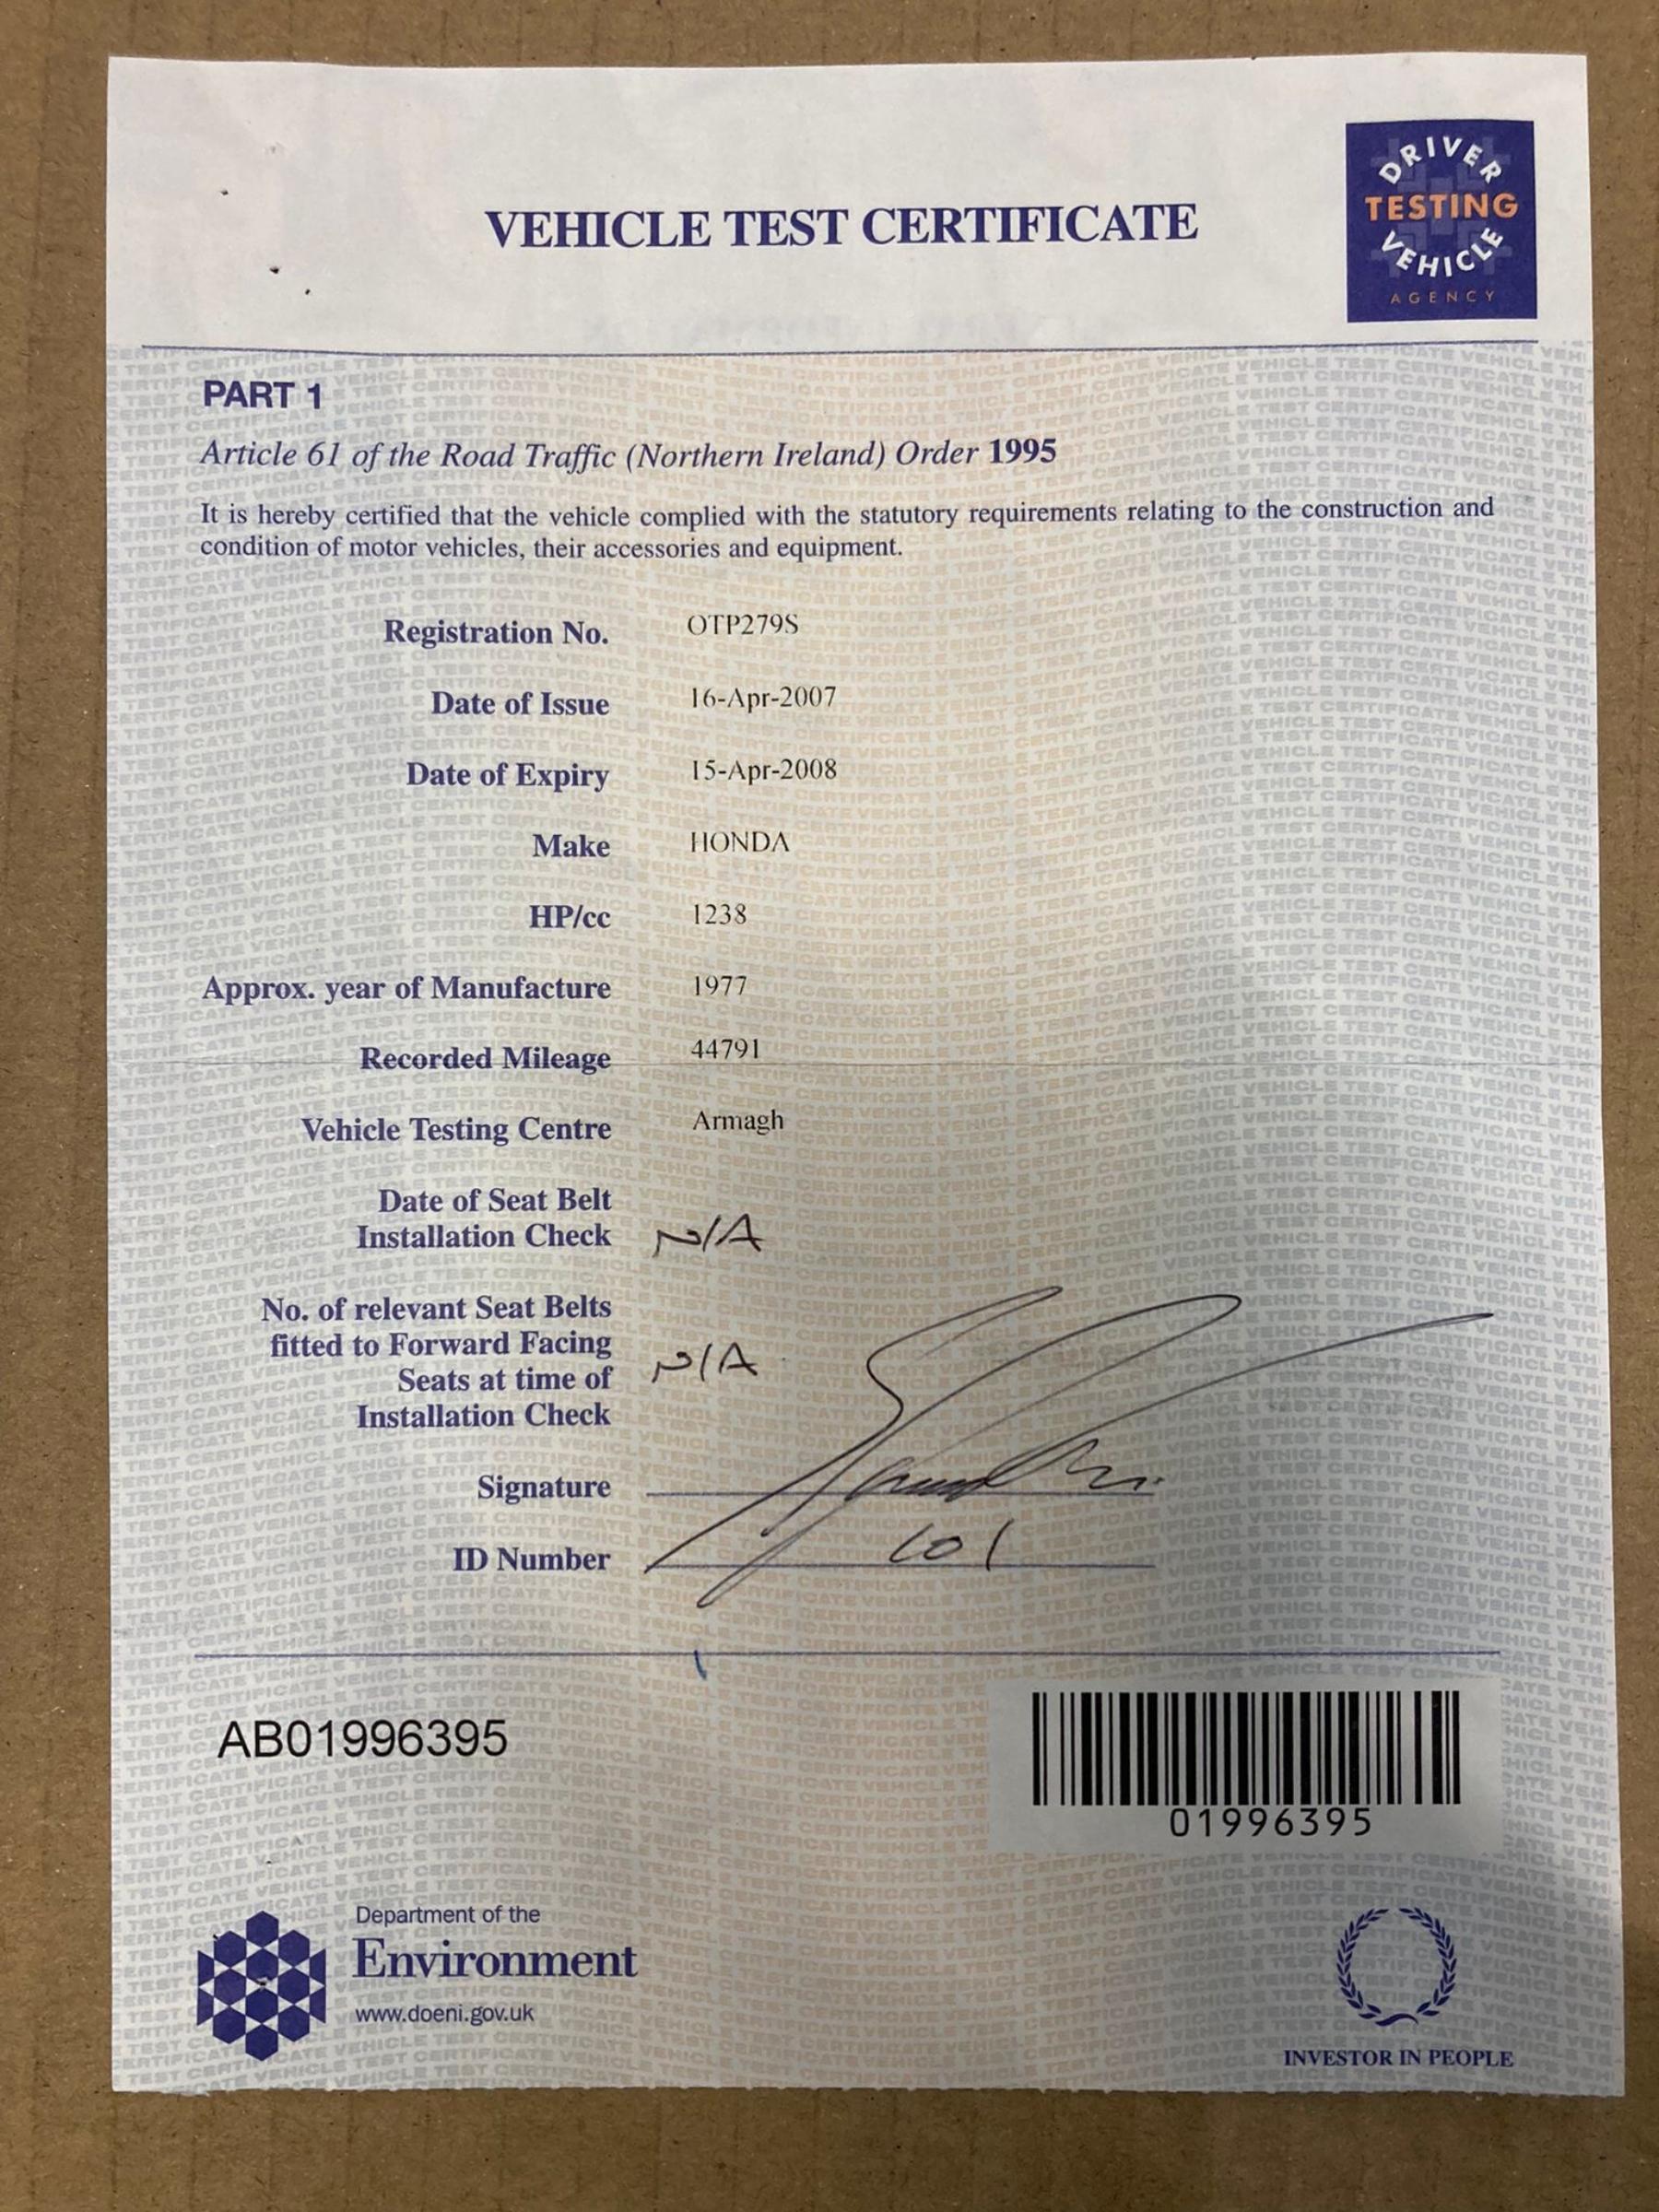 VEHICLE TEST CERTIFICATE
DRIVER
TESTING
VEHICLE
AGENCY
PART 1
Article 61 of the Road Traffic (Northern Ireland) Order 1995
It is hereby certified that the vehicle complied with the statutory requirements relating to the construction and
condition of motor vehicles, their accessories and equipment.
Registration No. OTP279S
Date of Issue 16-Apr-2007
Date of Expiry 15-Apr-2008
Make HONDA
HP/cc 1238
Approx. year of Manufacture 1977
Recorded Mileage 44791
Vehicle Testing Centre Armagh
Date of Seat Belt
Installation Check N/A
No. of relevant Seat Belts
fitted to Forward Facing
Seats at time of N/A
Installation Check
Signature
ID Number 101
AB01996395
01996395
Department of the
Environment
www.doeni.gov.uk
INVESTOR IN PEOPLE